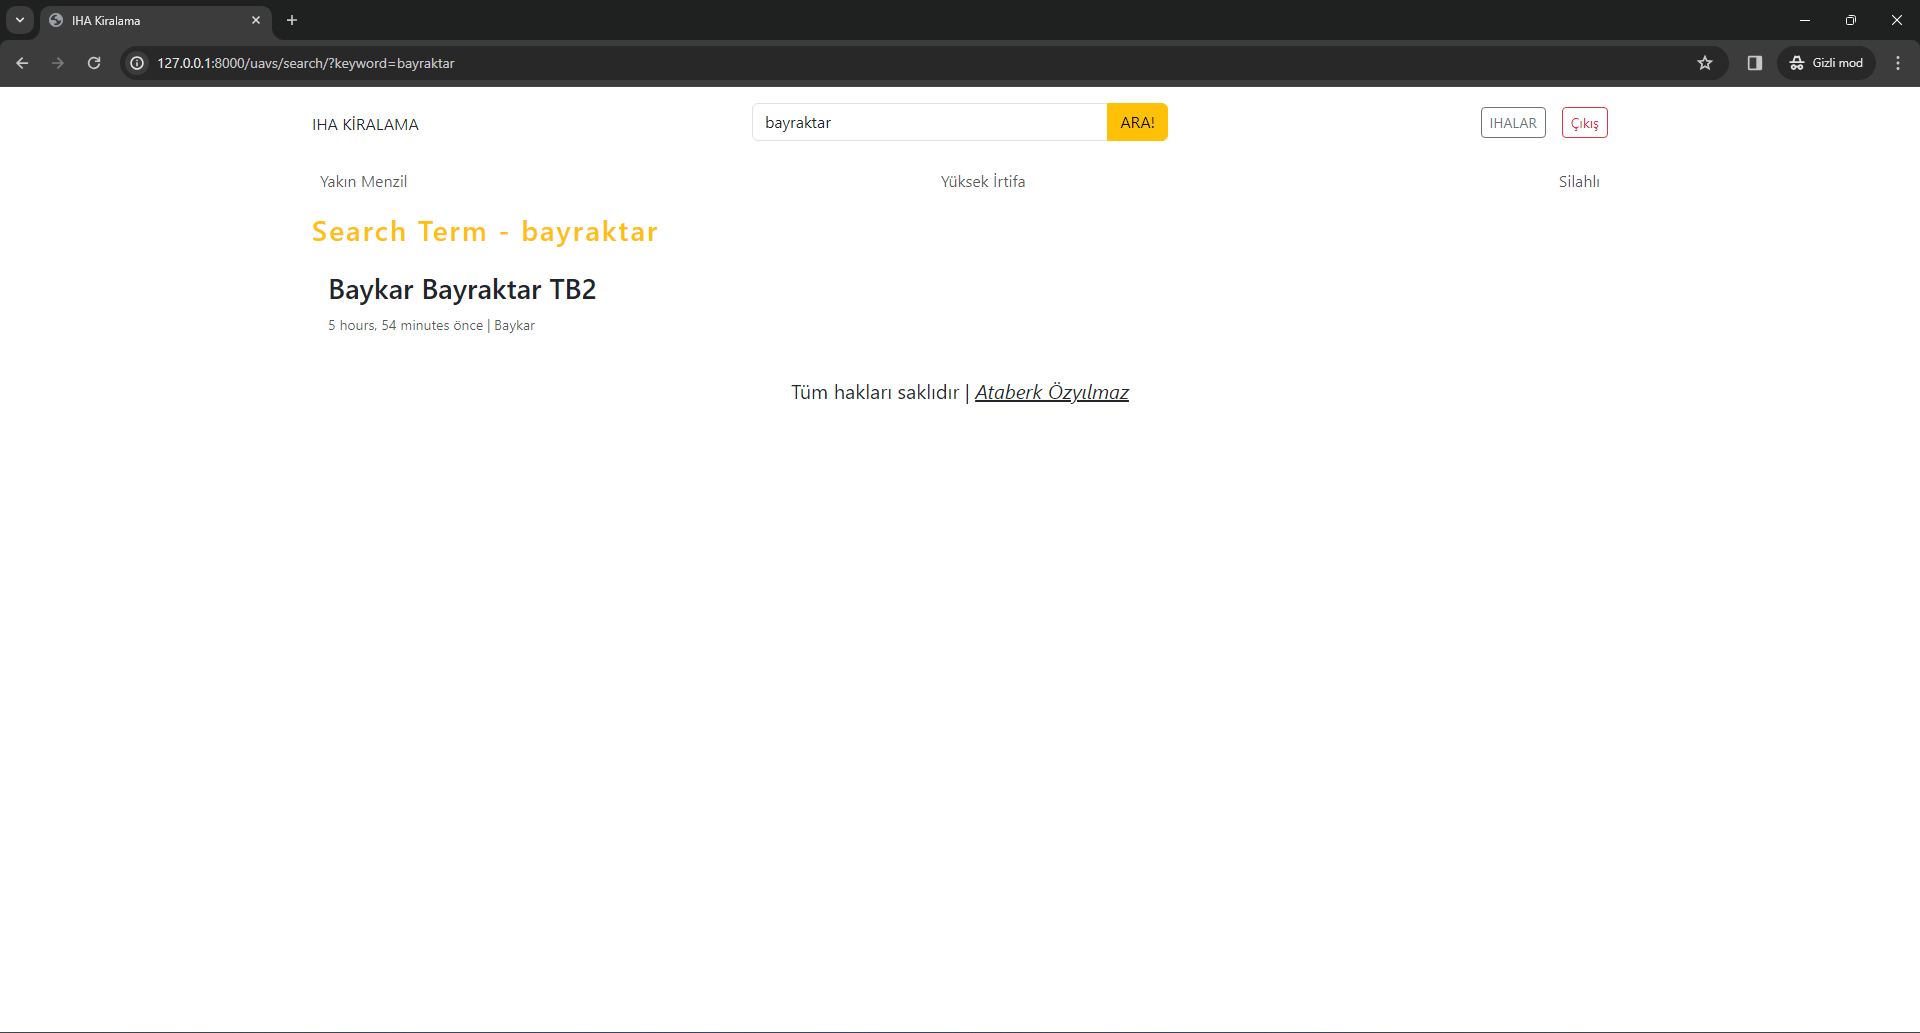 IHA Kiralama
127.0.0.1:8000/uavs/search/?keyword=bayraktar
Gizli mod
IHA KİRALAMA
bayraktar
ARA!
IHALAR
Çıkış
Yakın Menzil
Yüksek İrtifa
Silahlı
Search Term - bayraktar
Baykar Bayraktar TB2
5 hours, 54 minutes önce | Baykar
Tüm hakları saklıdır | Ataberk Özyılmaz